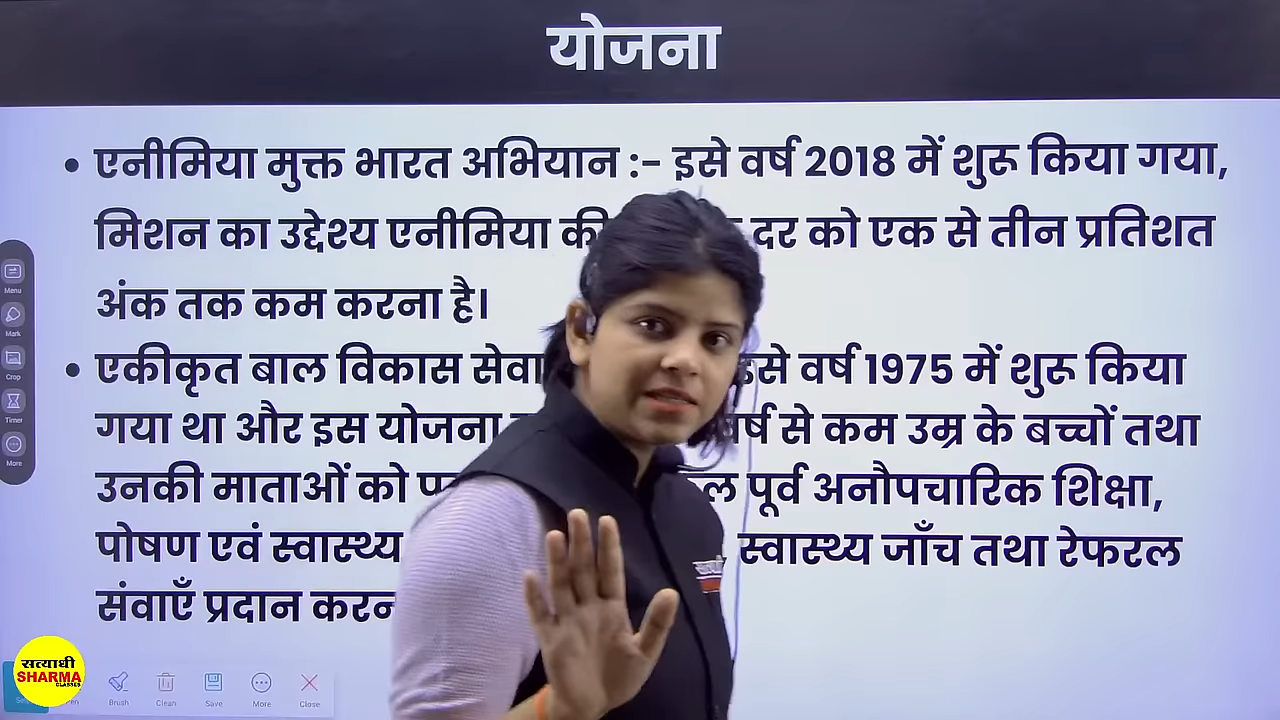 योजना
• एनीमिया मुक्त भारत अभियान :- इसे वर्ष 2018 में शुरू किया गया,
मिशन का उद्देश्य एनीमिया की दर को एक से तीन प्रतिशत
अंक तक कम करना है।
• एकीकृत बाल विकास सेवा इसे वर्ष 1975 में शुरू किया
गया था और इस योजना वर्ष से कम उम्र के बच्चों तथा
उनकी माताओं को पूर्व अनौपचारिक शिक्षा,
पोषण एवं स्वास्थ्य स्वास्थ्य जाँच तथा रेफरल
संवाएँ प्रदान
Menu
Mark
Crop
Timer
More
सत्याधी
SHARMA
CLASSES
Brush
Clean
Save
More
Close